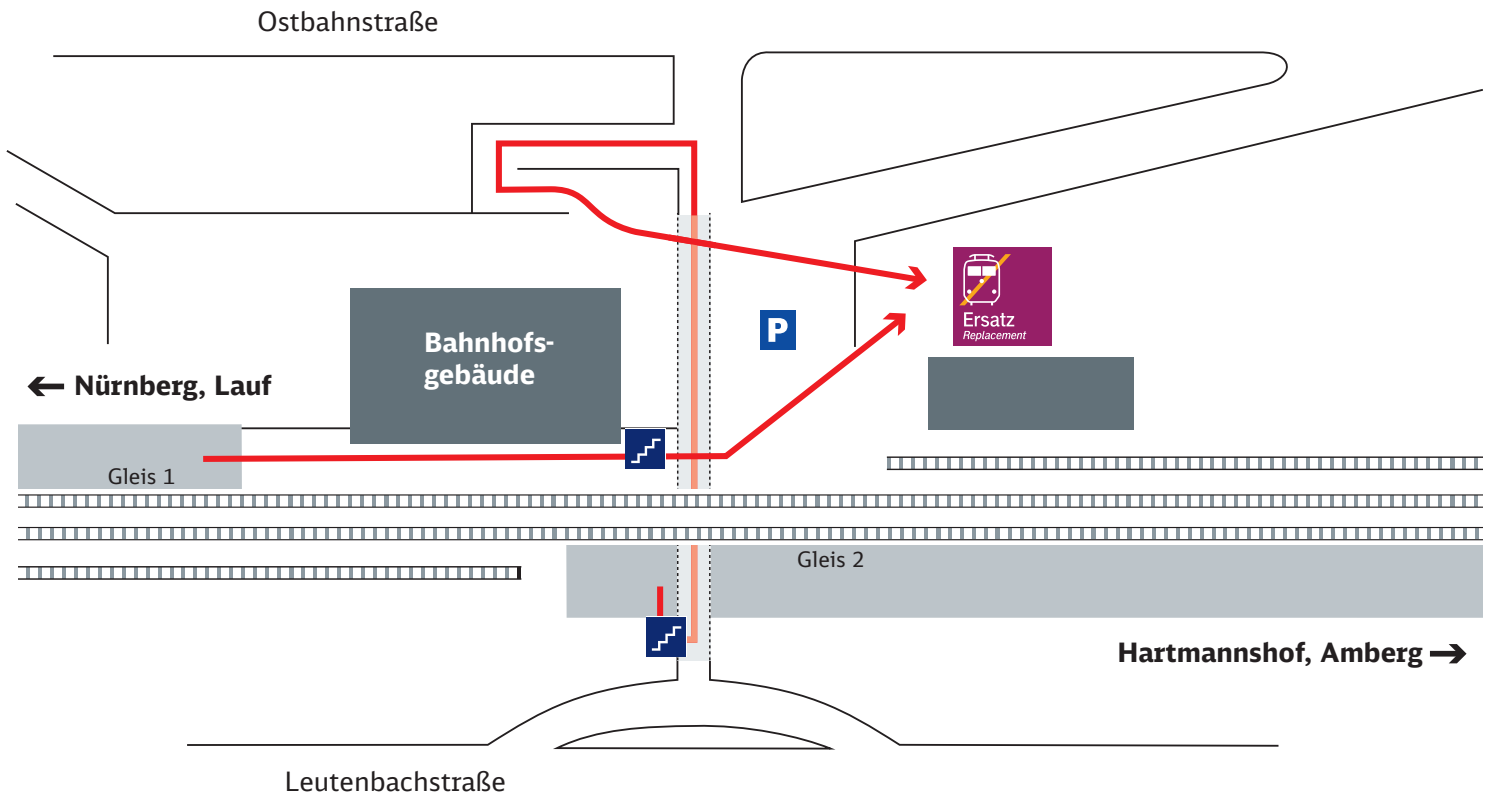 Ostbahnstraße
P
Ersatz
Replacement
Bahnhofs-
gebäude
Nürnberg, Lauf
Gleis 1
Gleis 2
Hartmannshof, Amberg
Leutenbachstraße